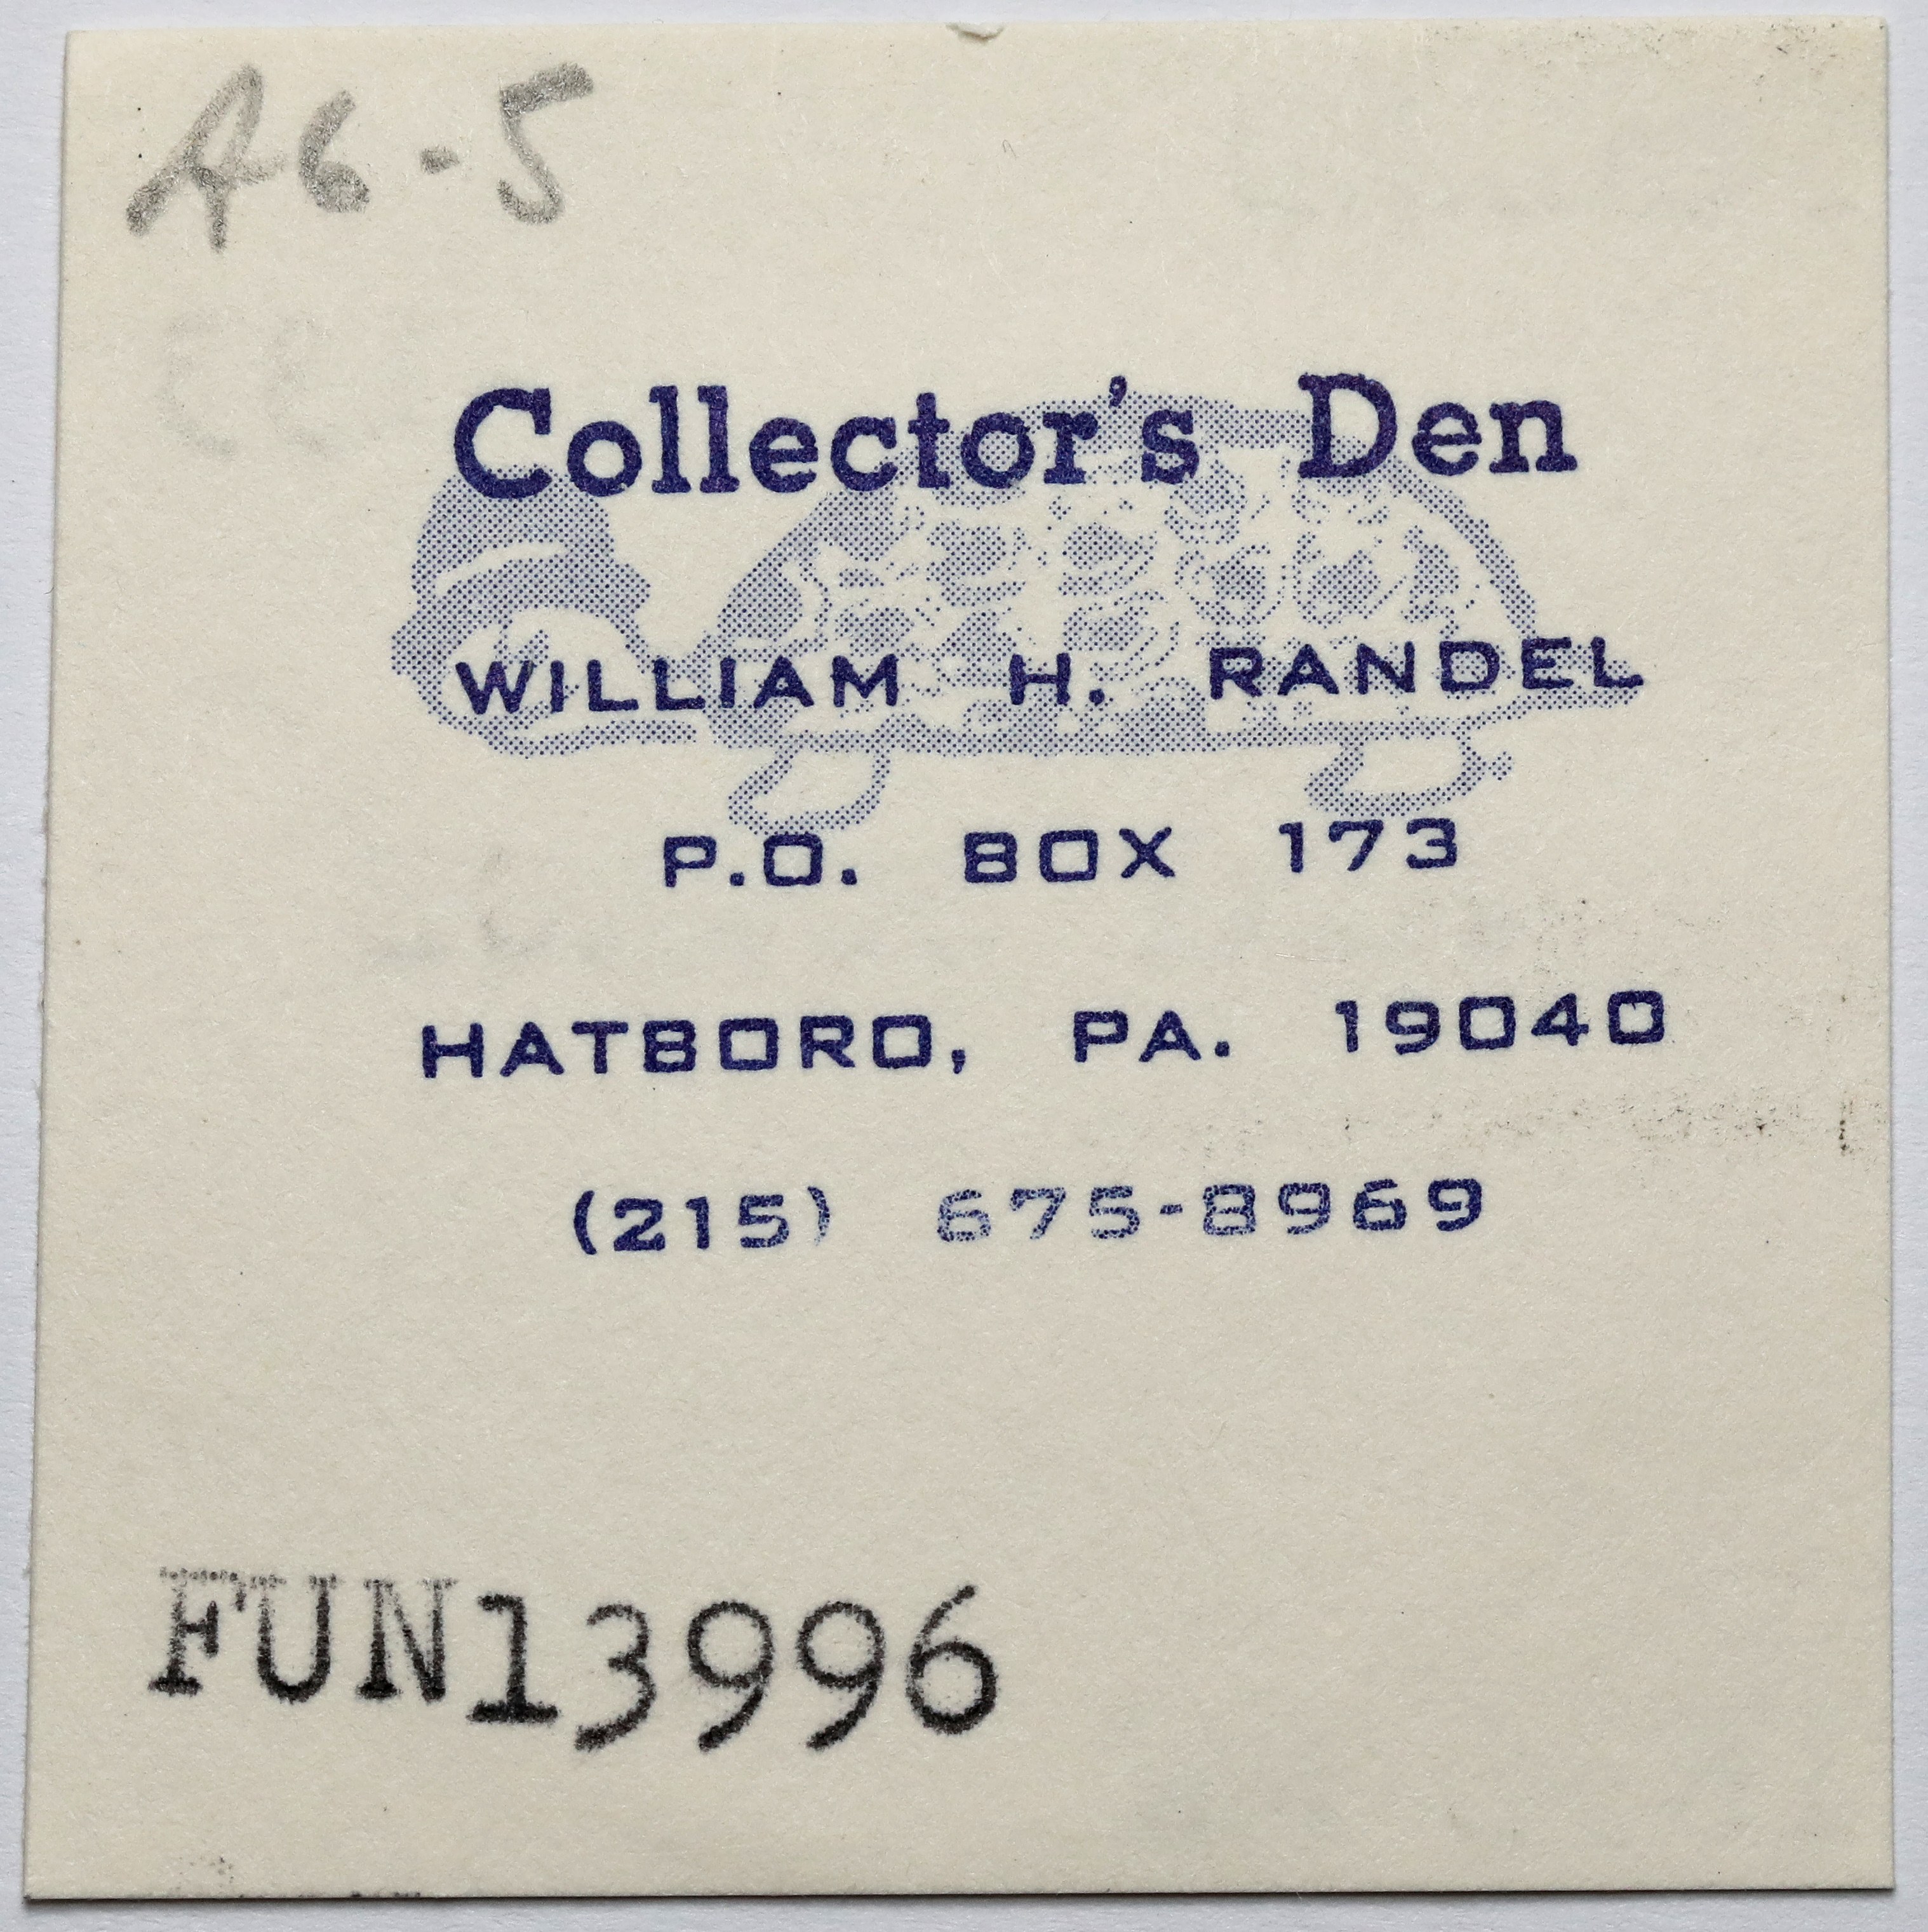 A6-5
Collector's Den
WILLIAM H. RANDEL
P.O. BOX 173
HATBORO, PA. 19040
(215) 675-8969
FUN13996